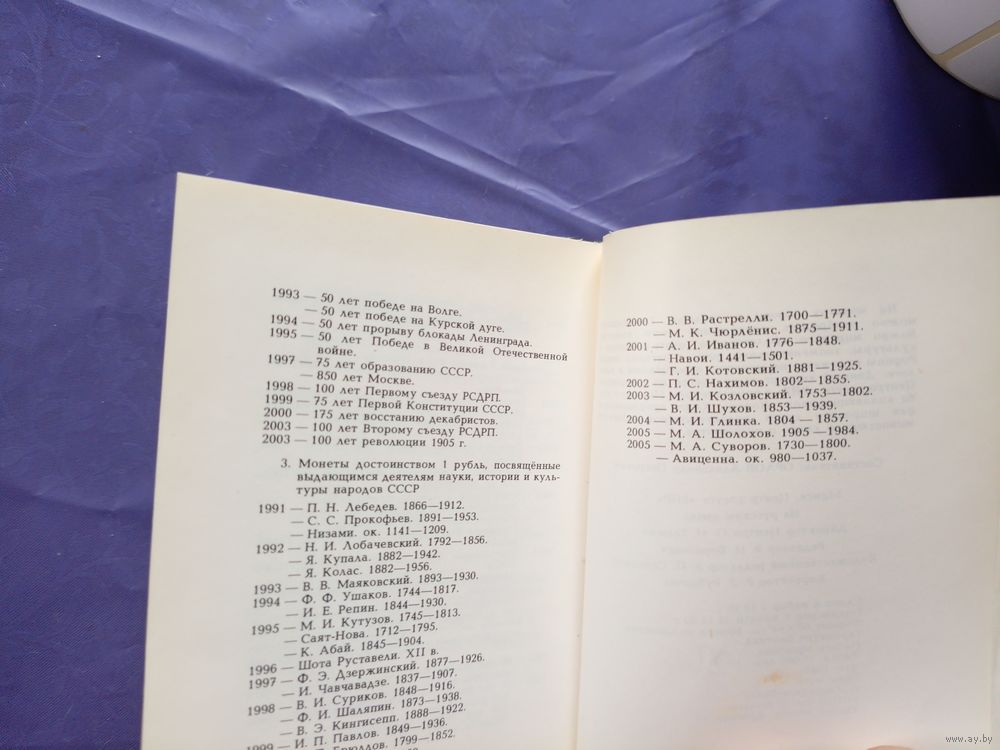 1993 — 50 лет победе на Волге.
— 50 лет победе на Курской дуге.
1994 — 50 лет прорыву блокады Ленинграда.
1995 — 50 лет Победе в Великой Отечественной
войне.
1997 — 75 лет образованию СССР.
— 850 лет Москве.
1998 — 100 лет Первому съезду РСДРП.
1999 — 75 лет Первой Конституции СССР.
2000 — 175 лет восстанию декабристов.
2003 — 100 лет Второму съезду РСДРП.
2003 — 100 лет революции 1905 г.
3. Монеты достоинством 1 рубль, посвящённые
выдающимся деятелям науки, истории и куль-
туры народов СССР
1991 — П. Н. Лебедев. 1866—1912.
— С. С. Прокофьев. 1891—1953.
— Низами. ок. 1141—1209.
1992 — Н. И. Лобачевский. 1792—1856.
— Я. Купала. 1882—1942.
— Я. Колас. 1882—1956.
1993 — В. В. Маяковский. 1893—1930.
1994 — Ф. Ф. Ушаков. 1744—1817.
— И. Е. Репин. 1844—1930.
1995 — М. И. Кутузов. 1745—1813.
— Саят-Нова. 1712—1795.
— К. Абай. 1845—1904.
1996 — Шота Руставели. XII в.
1997 — Ф. Э. Дзержинский. 1877—1926.
— И. Чавчавадзе. 1837—1907.
1998 — В. И. Суриков. 1848—1916.
— Ф. И. Шаляпин. 1873—1938.
— В. Э. Кингисепп. 1888—1922.
1999 — И. П. Павлов. 1849—1936.
Брюллов. 1799—1852.
2000 — В. В. Растрелли. 1700—1771.
— М. К. Чюрлёнис. 1875—1911.
2001 — А. И. Иванов. 1776—1848.
— Навои. 1441—1501.
— Г. И. Котовский. 1881—1925.
2002 — П. С. Нахимов. 1802—1855.
2003 — М. И. Козловский. 1753—1802.
— В. И. Шухов. 1853—1939.
2004 — М. И. Глинка. 1804 — 1857.
2005 — М. А. Шолохов. 1905—1984.
2005 — М. А. Суворов. 1730—1800.
— Авиценна. ок. 980—1037.
www.ay.by